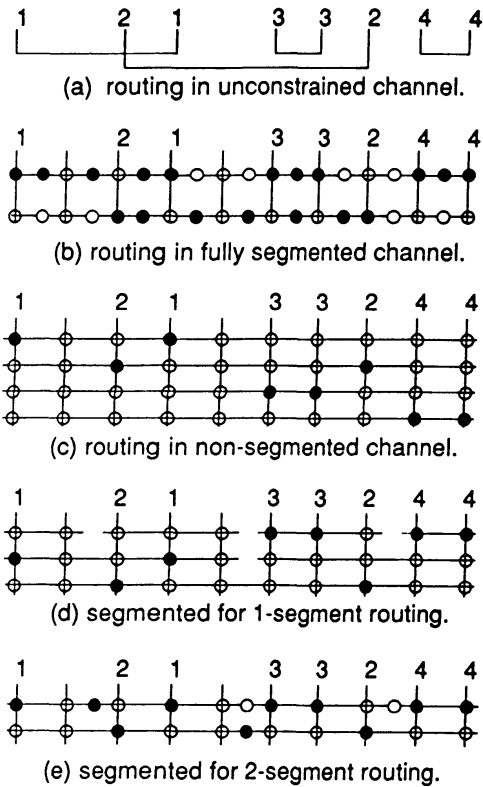 1 1 3 3 2 4 4
2
(a) routing in unconstrained channel.
1 2 1 3 3 2 4 4
(b) routing in fully segmented channel.
1 2 1 3 3 2 4 4
(c) routing in non-segmented channel.
1 2 1 3 3 2 4 4
(d) segmented for 1-segment routing.
1 2 1 3 3 2 4 4
(e) segmented for 2-segment routing.